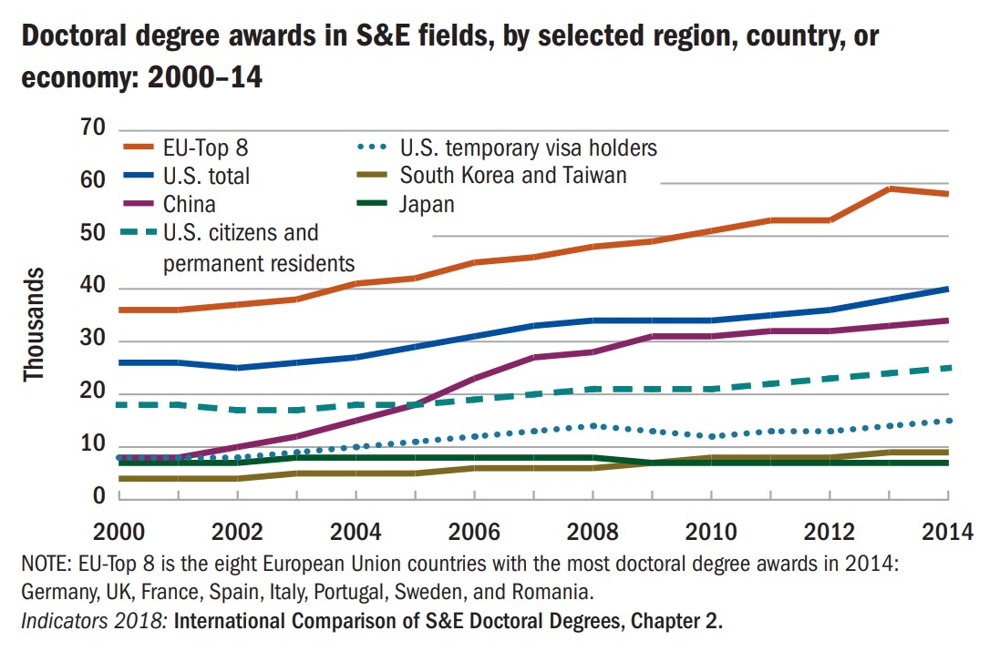 Doctoral degree awards in S&E fields, by selected region, country, or
economy: 2000–14
Thousands
70
60
50
40
30
20
10
0
EU-Top 8
U.S. total
China
U.S. citizens and
permanent residents
U.S. temporary visa holders
South Korea and Taiwan
Japan
2000 2002 2004 2006 2008 2010 2012 2014
NOTE: EU-Top 8 is the eight European Union countries with the most doctoral degree awards in 2014:
Germany, UK, France, Spain, Italy, Portugal, Sweden, and Romania.
Indicators 2018: International Comparison of S&E Doctoral Degrees, Chapter 2.